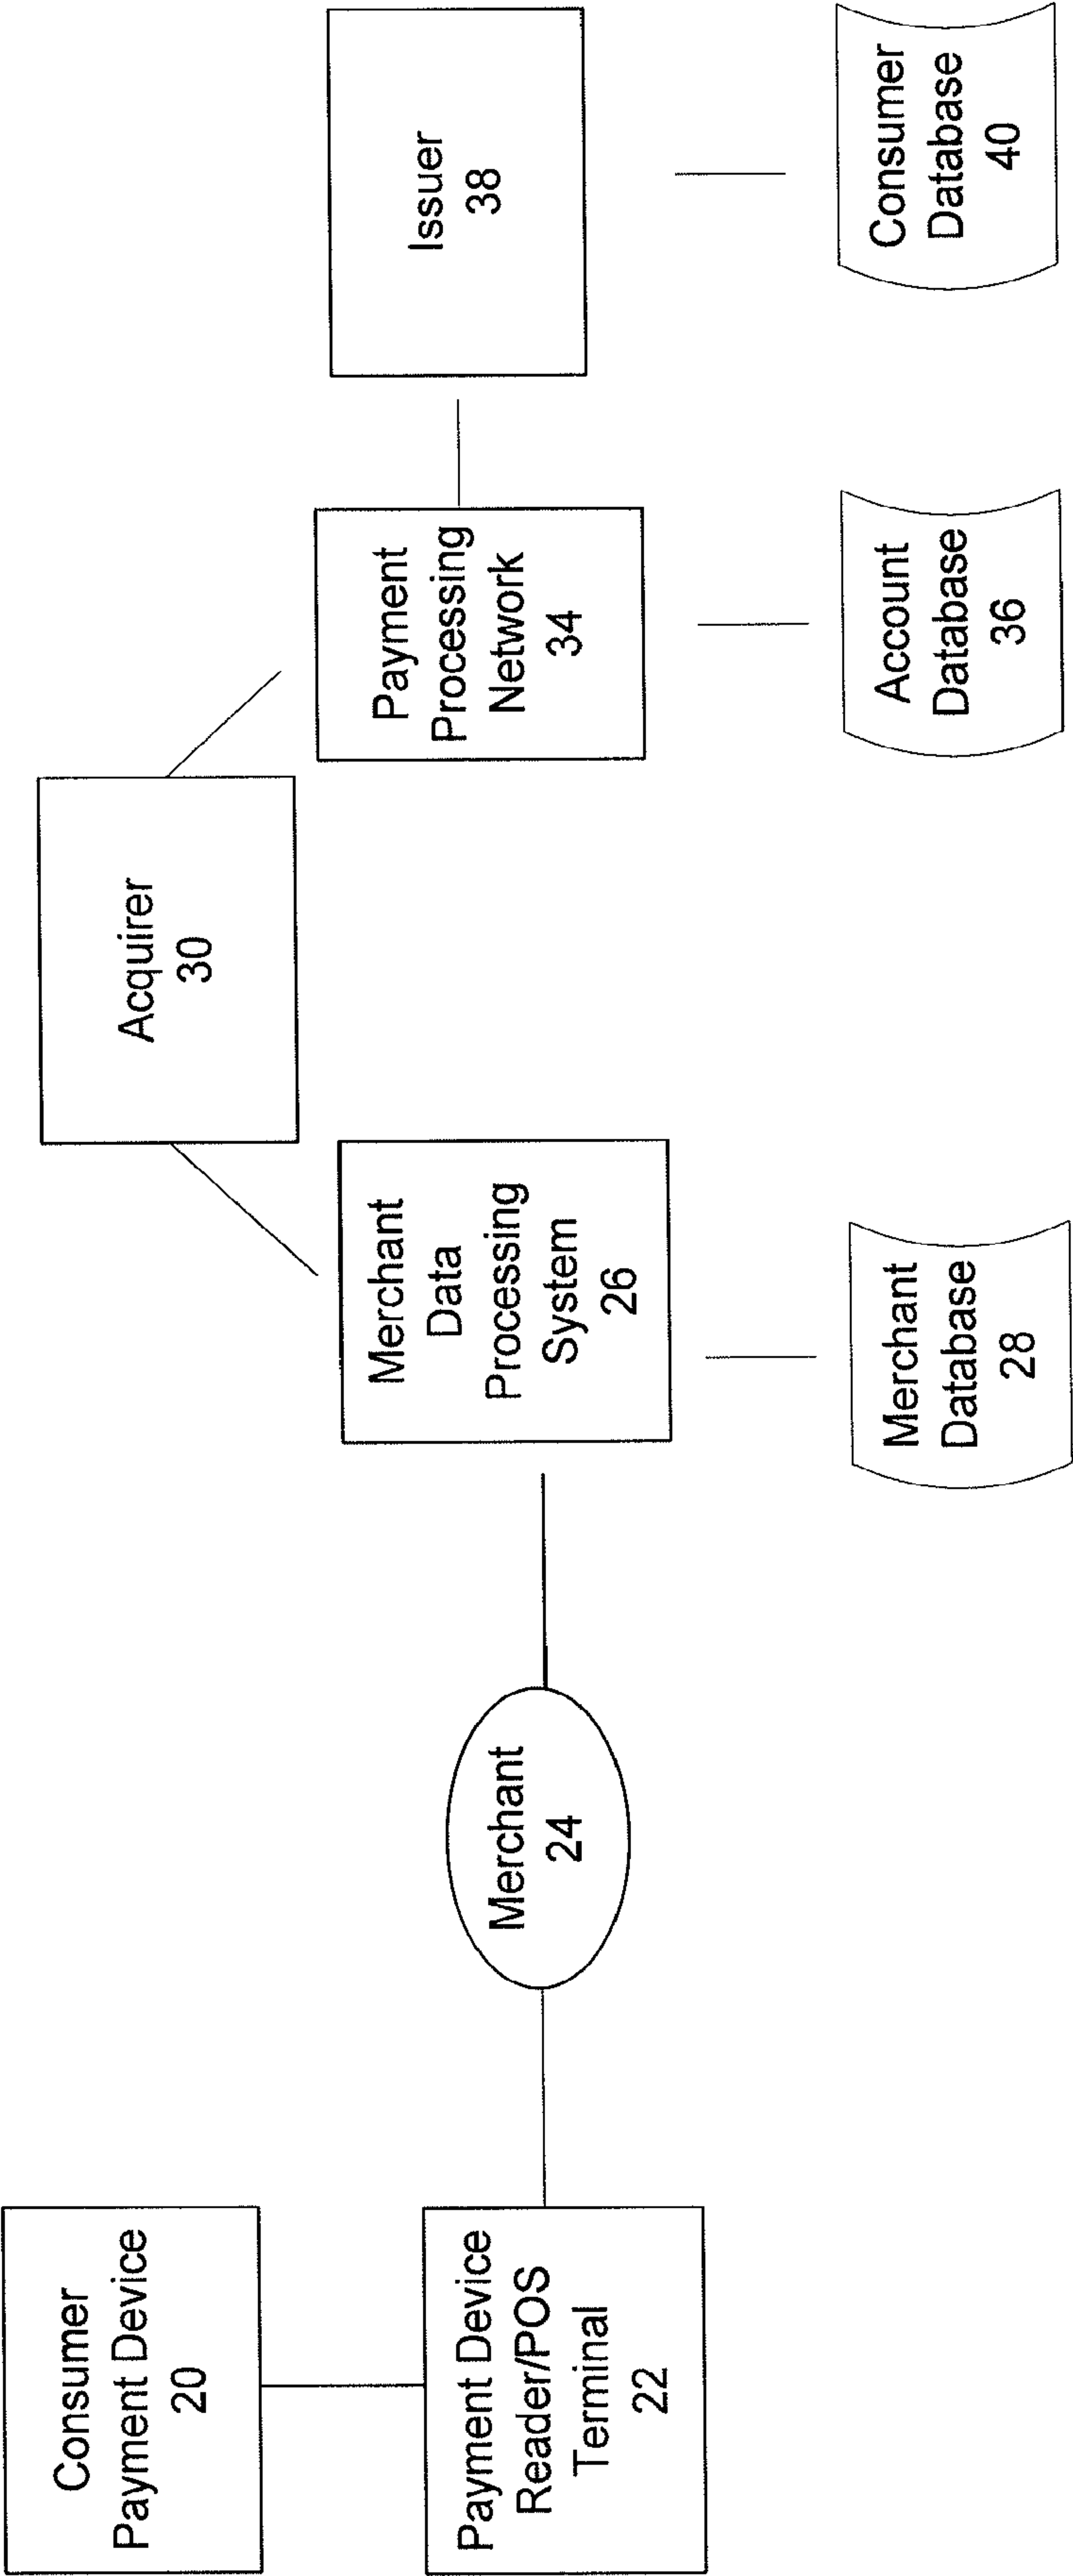 Consumer
Payment Device
20
Payment Device
Reader/POS
Terminal
22
Merchant
24
Merchant
Data
Processing
System
26
Merchant
Database
28
Acquirer
30
Payment
Processing
Network
34
Account
Database
36
Issuer
38
Consumer
Database
40